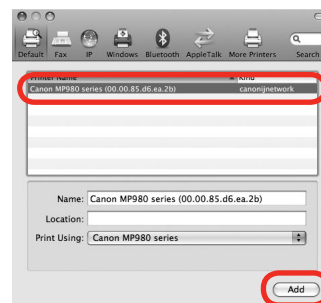 Default Fax IP Windows Bluetooth AppleTalk More Printers Search
Printer Name Kind
Canon MP980 series (00.00.85.d6.ea.2b) canonijnetwork
Name: Canon MP980 series (00.00.85.d6.ea.2b)
Location:
Print Using: Canon MP980 series
Add